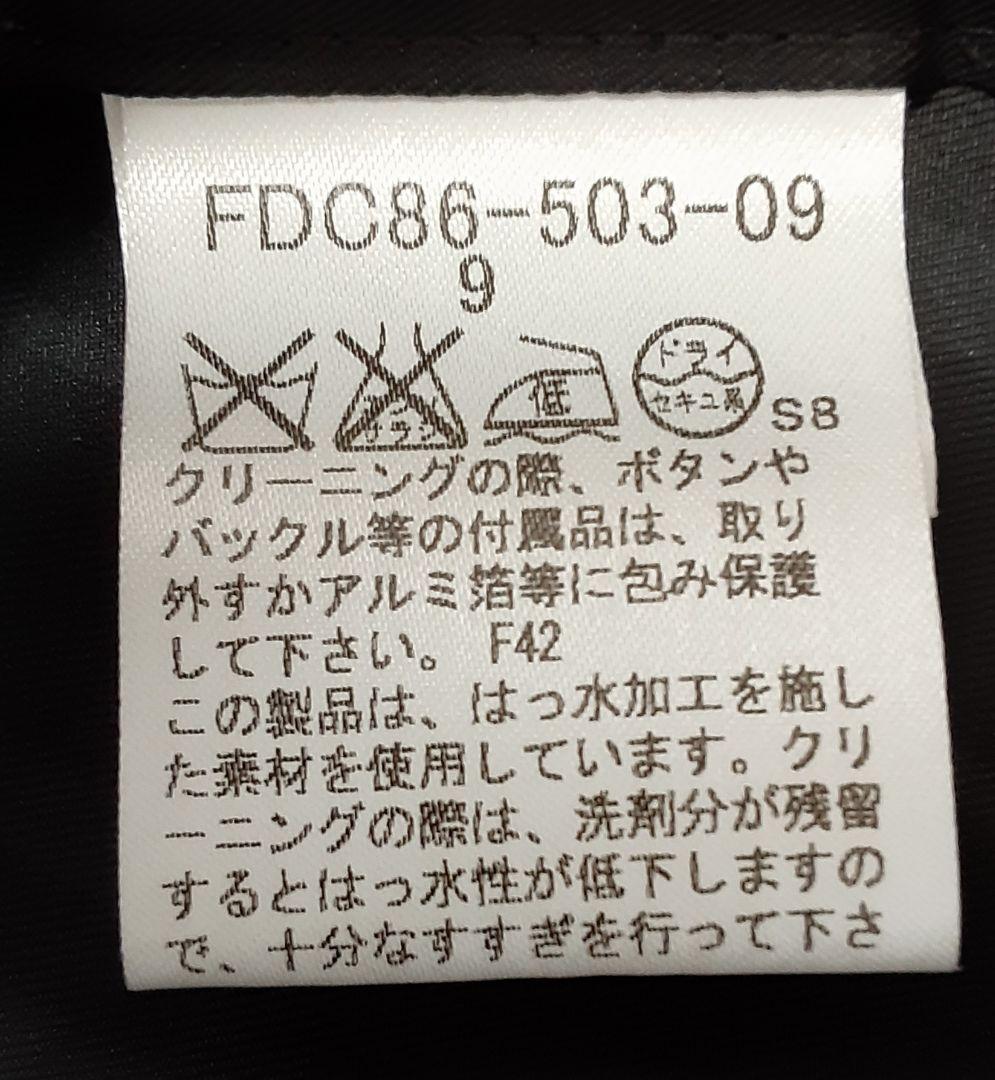 FDC86-503-09
9
エンソサラシ
低
ドライ
セキユ系
S8
クリーニングの際、ボタンや
バックル等の付属品は、取り
外すかアルミ箔等に包み保護
して下さい。 F42
この製品は、はっ水加工を施し
た素材を使用しています。クリ
ーニングの際は、洗剤分が残留
するとはっ水性が低下しますの
で、十分なすすぎを行って下さ